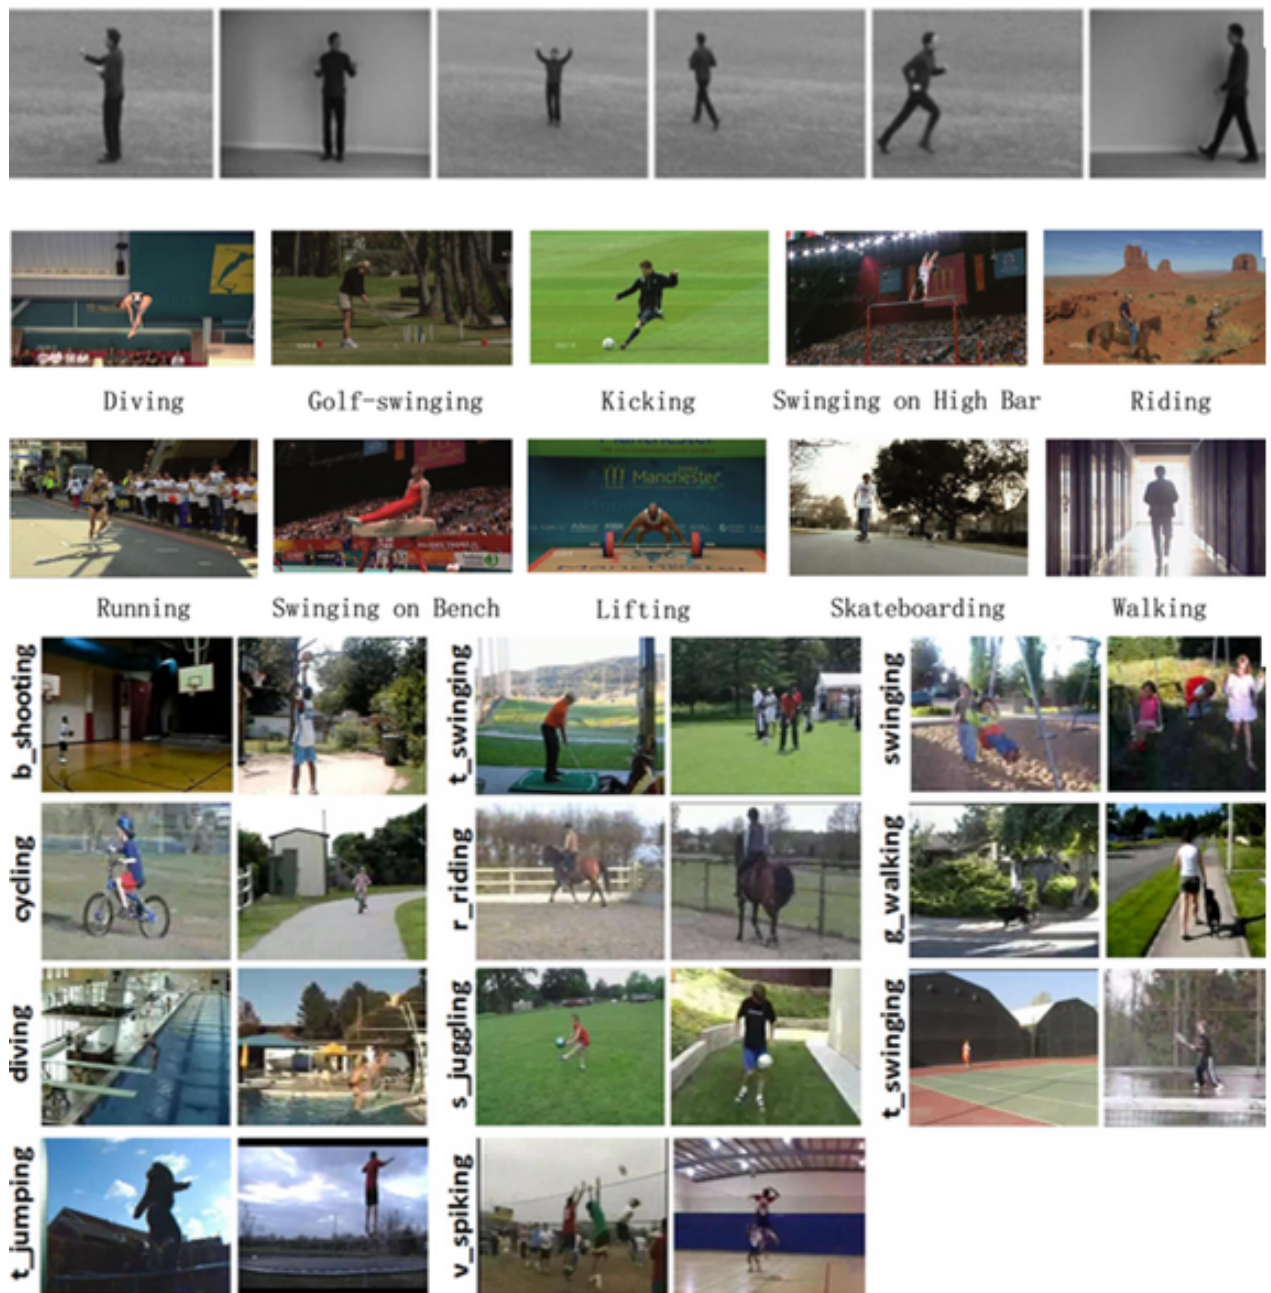 Diving Golf-swinging Kicking Swinging on High Bar Riding
Manchester
Running Swinging on Bench Lifting Skateboarding Walking
b_shooting
t_swinging
swinging
cycling
r_riding
g_walking
diving
s_juggling
t_swinging
t_jumping
v_spiking